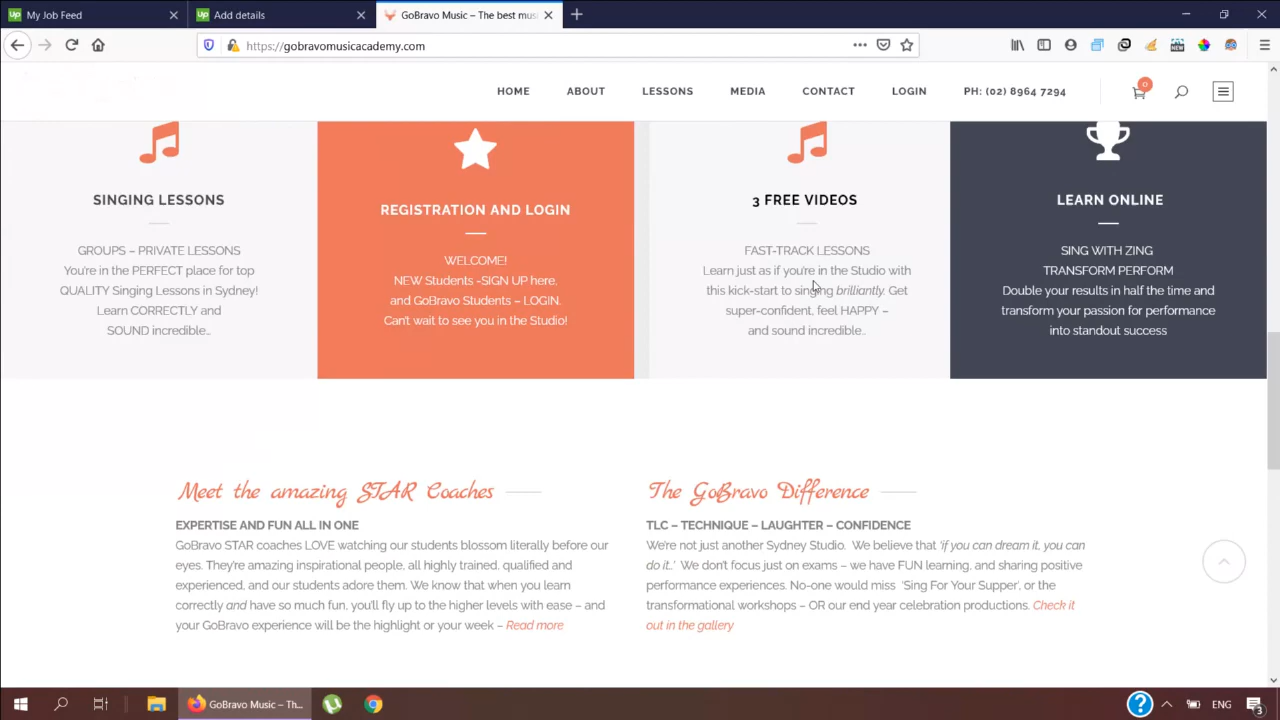 My Job Feed
Add details
GoBravo Music – The best mus
https://gobravomusicacademy.com
HOME ABOUT LESSONS MEDIA CONTACT LOGIN PH: (02) 8964 7294
0
SINGING LESSONS
GROUPS – PRIVATE LESSONS
You're in the PERFECT place for top
QUALITY Singing Lessons in Sydney!
Learn CORRECTLY and
SOUND incredible..
REGISTRATION AND LOGIN
WELCOME!
NEW Students -SIGN UP here,
and GoBravo Students – LOGIN.
Can't wait to see you in the Studio!
3 FREE VIDEOS
FAST-TRACK LESSONS
Learn just as if you're in the Studio with
this kick-start to singing brilliantly. Get
super-confident, feel HAPPY –
and sound incredible..
LEARN ONLINE
SING WITH ZING
TRANSFORM PERFORM
Double your results in half the time and
transform your passion for performance
into standout success
Meet the amazing STAR Coaches
EXPERTISE AND FUN ALL IN ONE
GoBravo STAR coaches LOVE watching our students blossom literally before our
eyes. They're amazing inspirational people, all highly trained, qualified and
experienced, and our students adore them. We know that when you learn
correctly and have so much fun, you'll fly up to the higher levels with ease – and
your GoBravo experience will be the highlight or your week – Read more
The GoBravo Difference
TLC – TECHNIQUE – LAUGHTER – CONFIDENCE
We're not just another Sydney Studio. We believe that 'if you can dream it, you can
do it..' We don't focus just on exams – we have FUN learning, and sharing positive
performance experiences. No-one would miss 'Sing For Your Supper', or the
transformational workshops – OR our end year celebration productions. Check it
out in the gallery
GoBravo Music – Th...
ENG
3